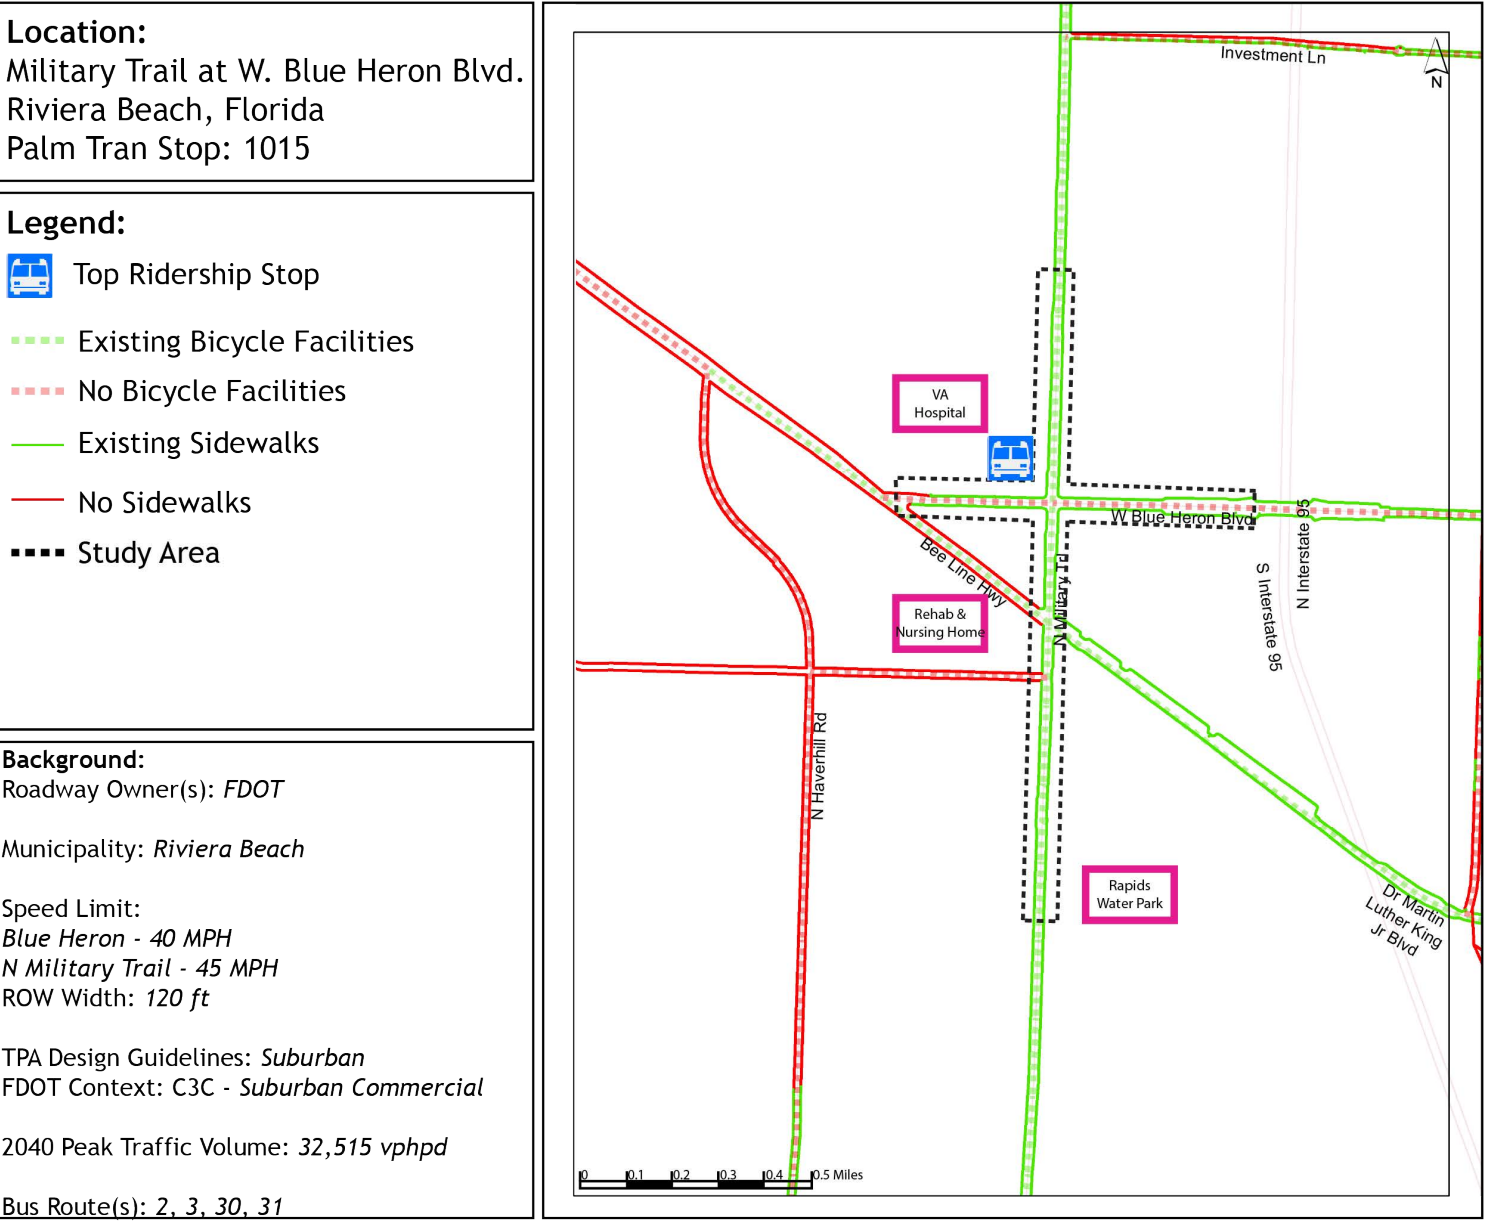 Location:
Military Trail at W. Blue Heron Blvd.
Riviera Beach, Florida
Palm Tran Stop: 1015
Legend:
Top Ridership Stop
Existing Bicycle Facilities
No Bicycle Facilities
Existing Sidewalks
No Sidewalks
Study Area
Background:
Roadway Owner(s): FDOT
Municipality: Riviera Beach
Speed Limit:
Blue Heron - 40 MPH
N Military Trail - 45 MPH
ROW Width: 120 ft
TPA Design Guidelines: Suburban
FDOT Context: C3C - Suburban Commercial
2040 Peak Traffic Volume: 32,515 vphpd
Bus Route(s): 2, 3, 30, 31
Investment Ln
N
VA
Hospital
W Blue Heron Blvd
N Interstate 95
S Interstate 95
Bee Line Hwy
N Military Trl
Rehab &
Nursing Home
N Haverhill Rd
Rapids
Water Park
Dr Martin
Luther King
Jr Blvd
0 0.1 0.2 0.3 0.4 0.5 Miles